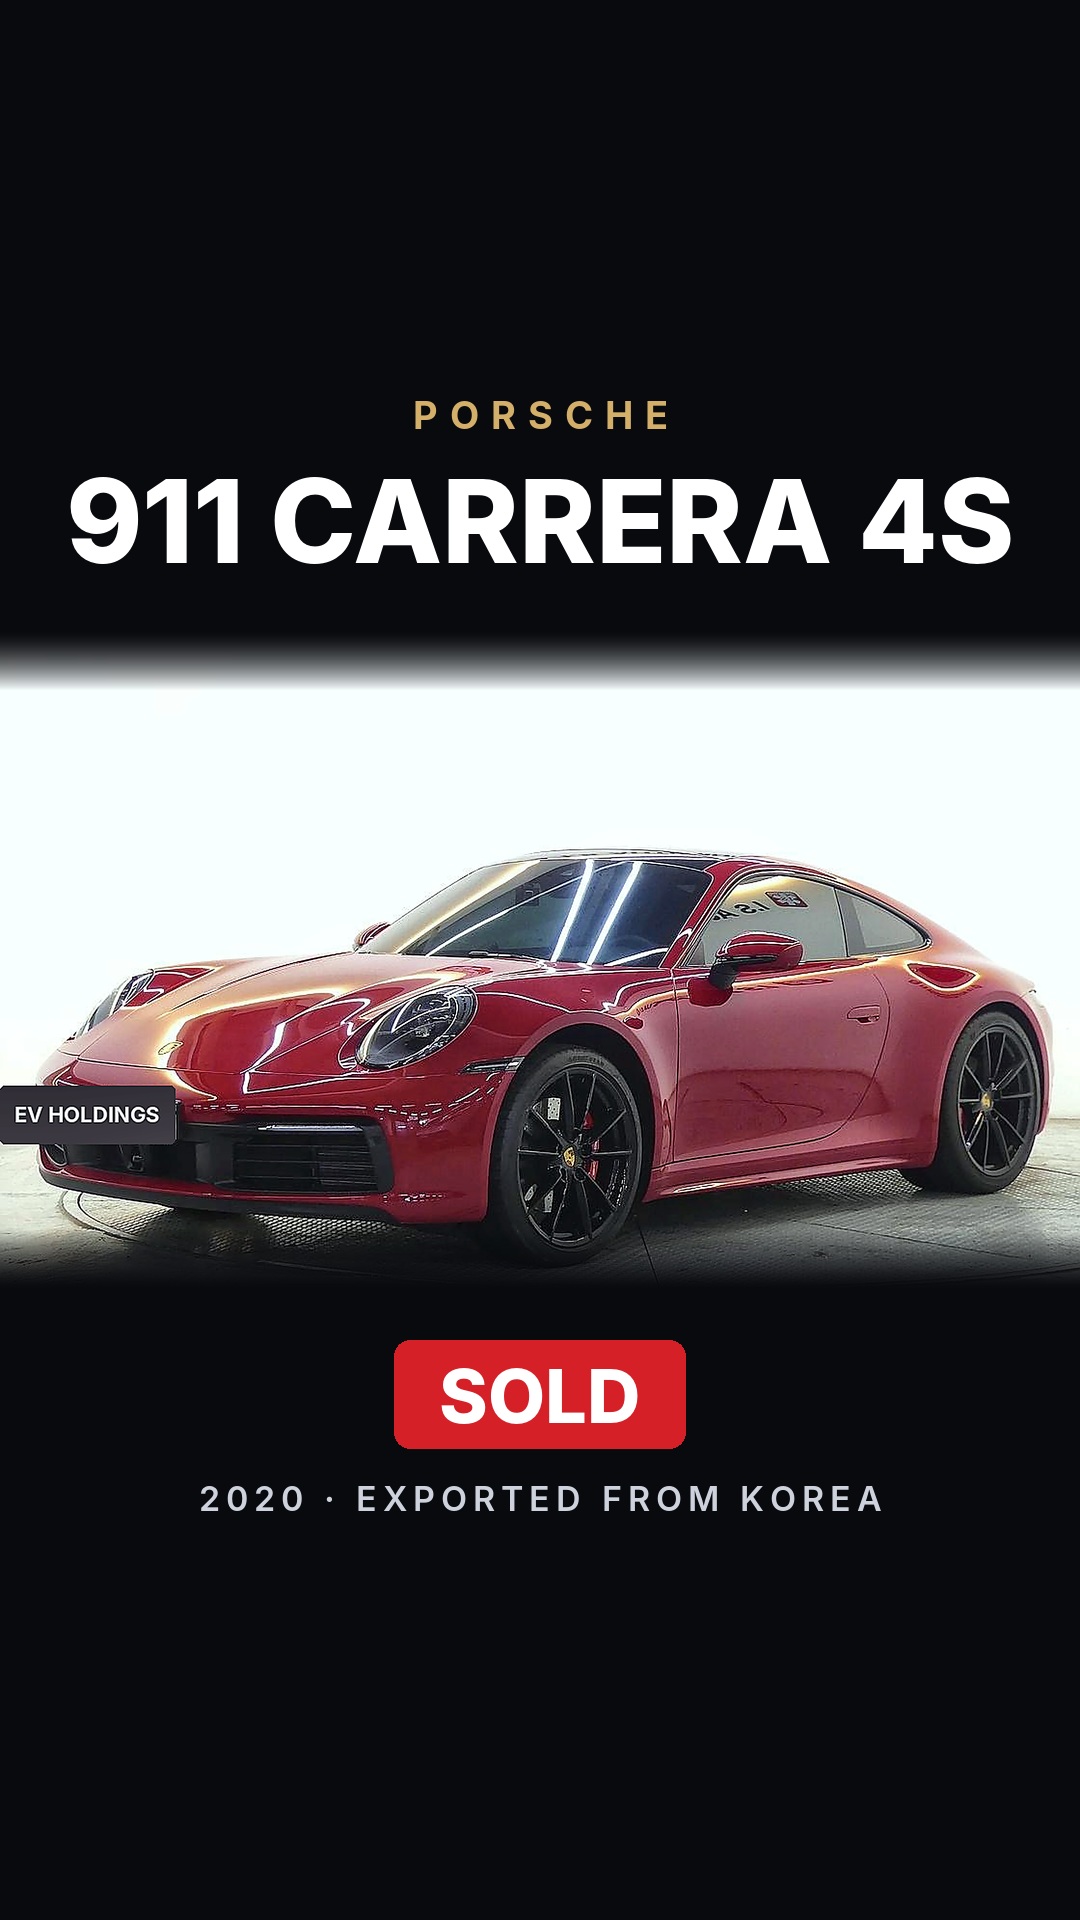 PORSCHE
911 CARRERA 4S
EV HOLDINGS
SOLD
2020 · EXPORTED FROM KOREA